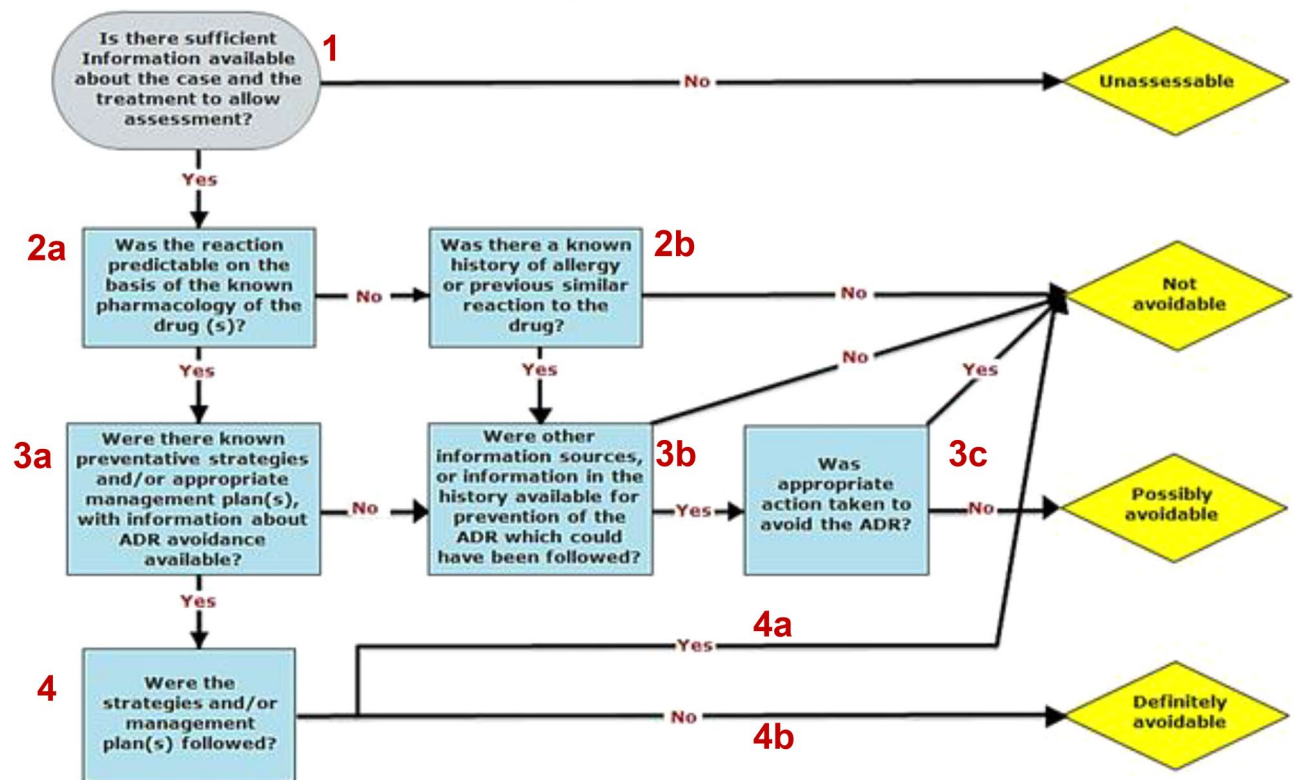 Is there sufficient
Information available
about the case and the
treatment to allow
assessment?
1
No
Unassessable
Yes
2a
Was the reaction
predictable on the
basis of the known
pharmacology of the
drug (s)?
No
Was there a known
history of allergy
or previous similar
reaction to the
drug?
2b
No
Not
avoidable
Yes
Yes
No
Yes
3a
Were there known
preventative strategies
and/or appropriate
management plan(s),
with information about
ADR avoidance
available?
No
Were other
information sources,
or information in the
history available for
prevention of the
ADR which could
have been followed?
3b
Yes
Was
appropriate
action taken to
avoid the ADR?
3c
No
Possibly
avoidable
Yes
4
Were the
strategies and/or
management
plan(s) followed?
4a
Yes
No
4b
Definitely
avoidable